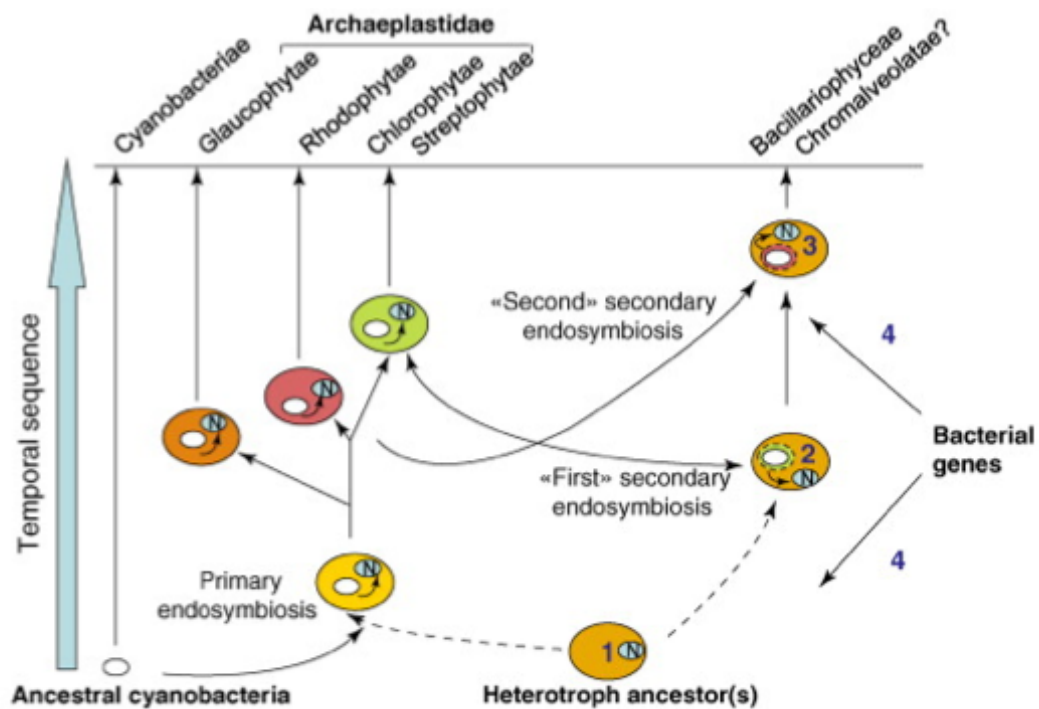 Archaeplastidae
Cyanobacteriae
Glaucophytae
Rhodophytae
Chlorophytae
Streptophytae
Bacillariophyceae
Chromalveolatae?
Temporal sequence
N
3
«Second» secondary
endosymbiosis
4
N
N
N
2
N
Bacterial
genes
«First» secondary
endosymbiosis
4
Primary
endosymbiosis
N
1 N
Ancestral cyanobacteria
Heterotroph ancestor(s)